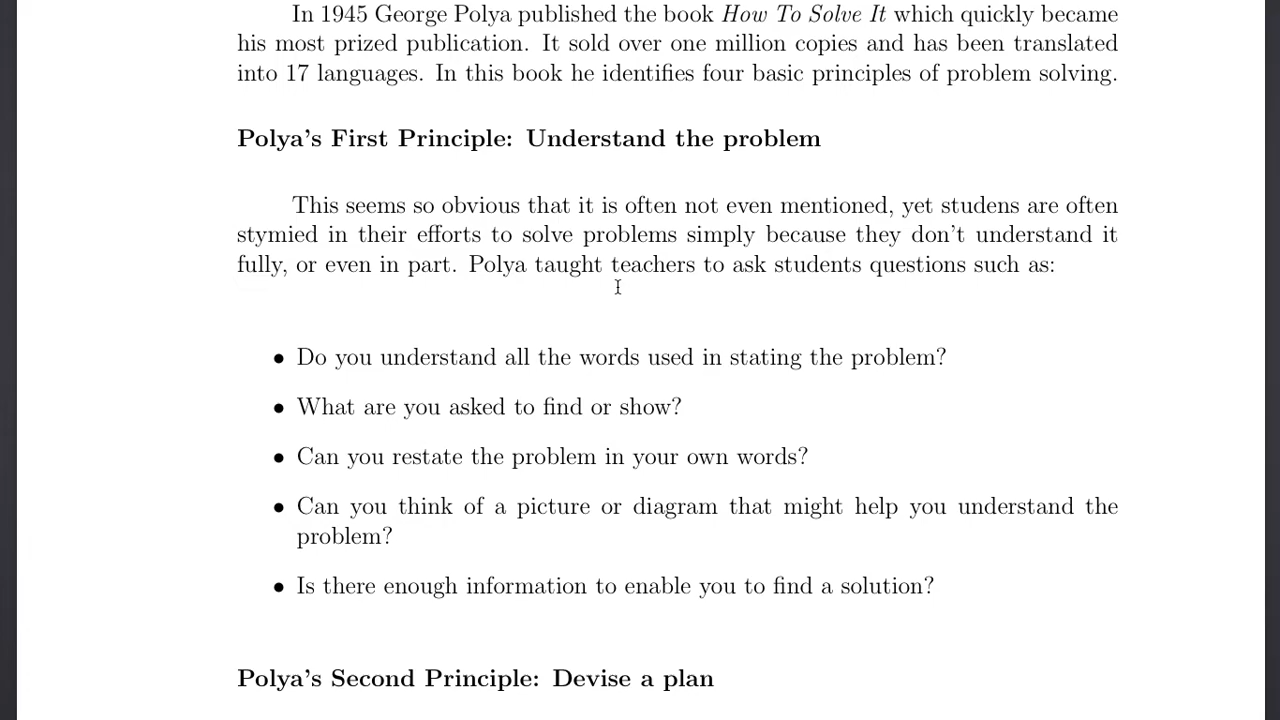 In 1945 George Polya published the book How To Solve It which quickly became
his most prized publication. It sold over one million copies and has been translated
into 17 languages. In this book he identifies four basic principles of problem solving.
Polya's First Principle: Understand the problem
This seems so obvious that it is often not even mentioned, yet studens are often
stymied in their efforts to solve problems simply because they don't understand it
fully, or even in part. Polya taught teachers to ask students questions such as:
• Do you understand all the words used in stating the problem?
• What are you asked to find or show?
• Can you restate the problem in your own words?
• Can you think of a picture or diagram that might help you understand the
problem?
• Is there enough information to enable you to find a solution?
Polya's Second Principle: Devise a plan